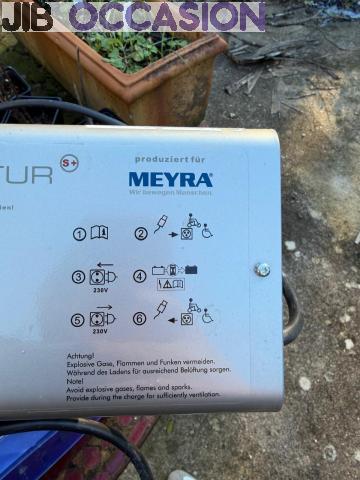 JIB OCCASION
TUR S+
produziert für
MEYRA
Wir bewegen Menschen.
1 2
3 4
230V
5 6
230V
Achtung!
Explosive Gase, Flammen und Funken vermeiden.
Während des Ladens für ausreichend Belüftung sorgen.
Note!
Avoid explosive gases, flames and sparks.
Provide during the charge for sufficiently ventilation.